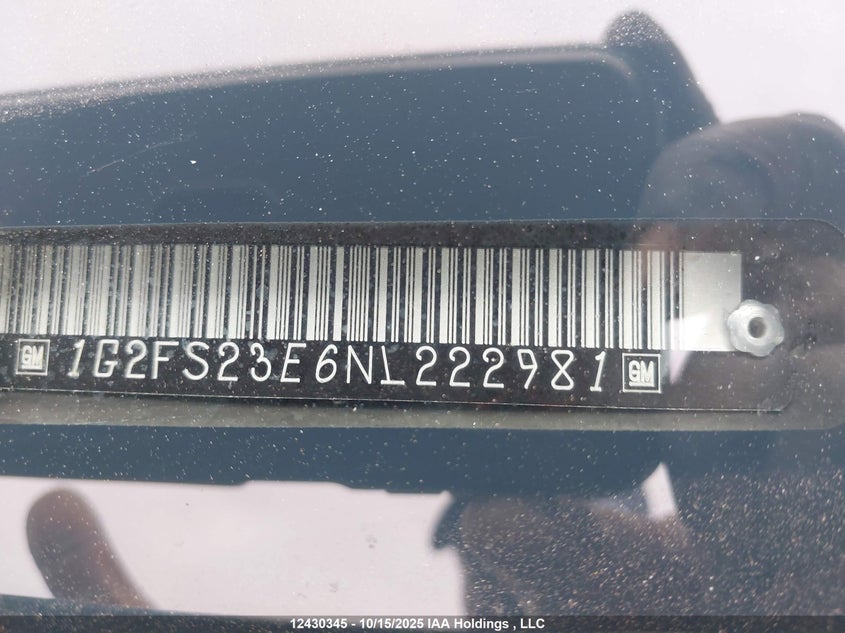 GM 1G2FS23E6NL222981 GM
12430345 - 10/15/2025 IAA Holdings , LLC